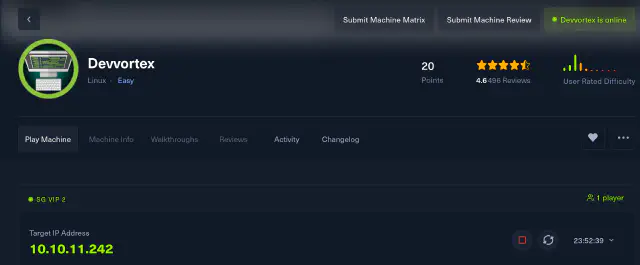 Submit Machine Matrix Submit Machine Review Devvortex is online
Devvortex
Linux · Easy
20
Points
4.6 496 Reviews
User Rated Difficulty
Play Machine Machine Info Walkthroughs Reviews Activity Changelog
SG VIP 2
1 player
Target IP Address
10.10.11.242
23:52:39